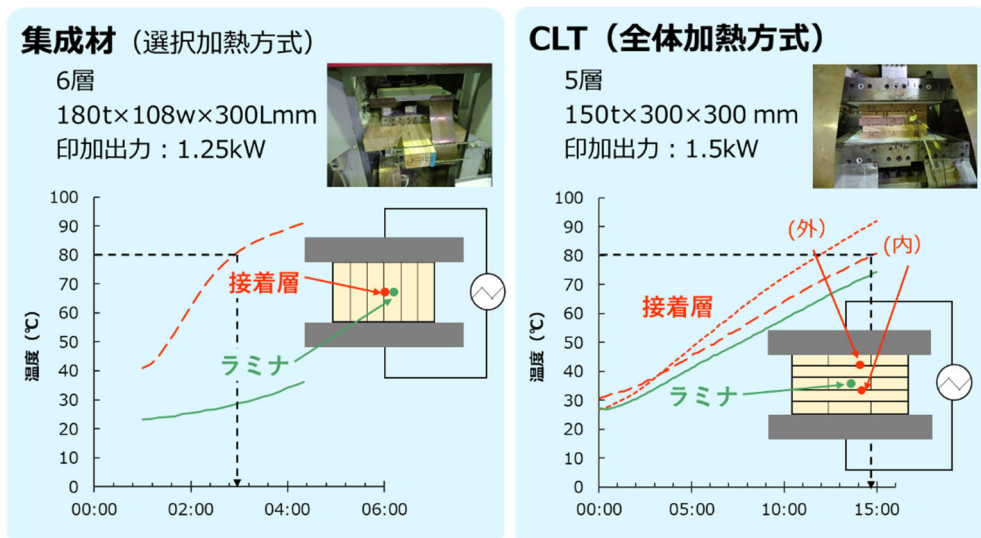 集成材（選択加熱方式）
6層
180t×108w×300Lmm
印加出力：1.25kW
100
90
80
70
60
50
40
30
20
10
0
温度（℃）
00:00 02:00 04:00 06:00
接着層
ラミナ
CLT（全体加熱方式）
5層
150t×300×300 mm
印加出力：1.5kW
100
90
80
70
60
50
40
30
20
10
0
温度（℃）
00:00 05:00 10:00 15:00
(外)
(内)
接着層
ラミナ